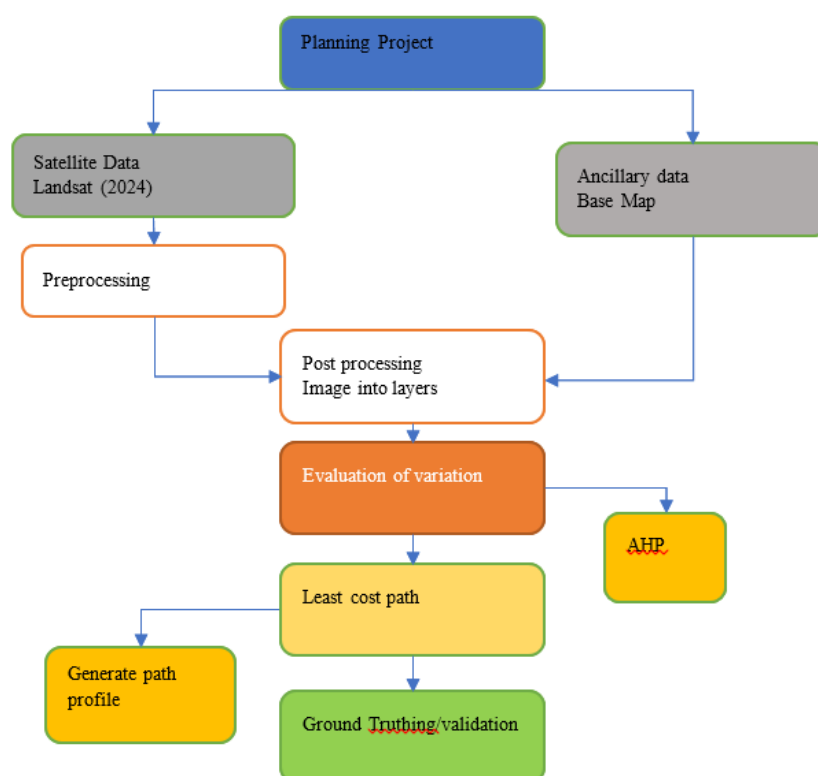 Planning Project
Satellite Data
Landsat (2024)
Ancillary data
Base Map
Preprocessing
Post processing
Image into layers
Evaluation of variation
AHP
Least cost path
Generate path
profile
Ground Truthing/validation